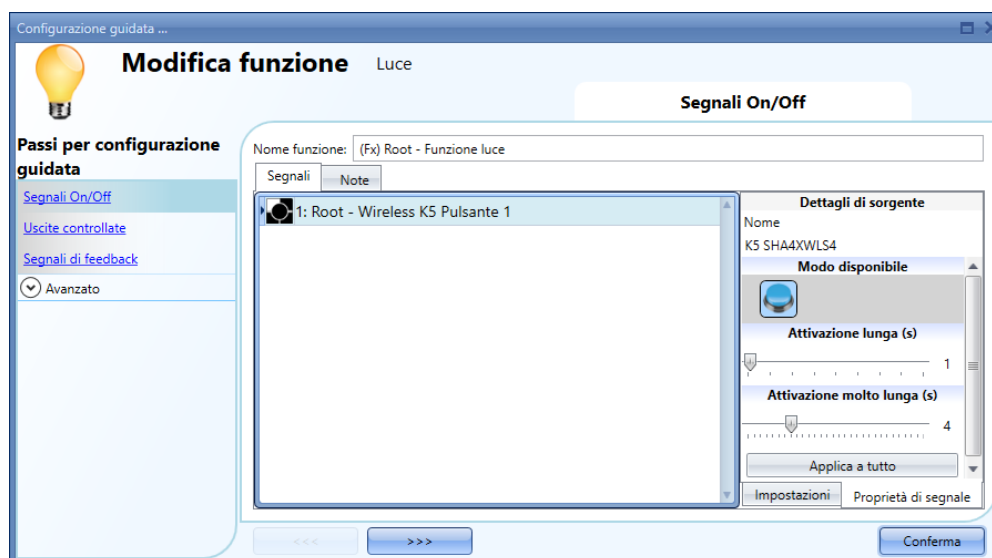 Configurazione guidata ...
Modifica funzione Luce
Segnali On/Off
Passi per configurazione
guidata
Segnali On/Off
Uscite controllate
Segnali di feedback
Avanzato
Nome funzione: (Fx) Root - Funzione luce
Segnali Note
1: Root - Wireless K5 Pulsante 1
Dettagli di sorgente
Nome
K5 SHA4XWLS4
Modo disponibile
Attivazione lunga (s)
1
Attivazione molto lunga (s)
4
Applica a tutto
Impostazioni Proprietà di segnale
<<< >>> Conferma